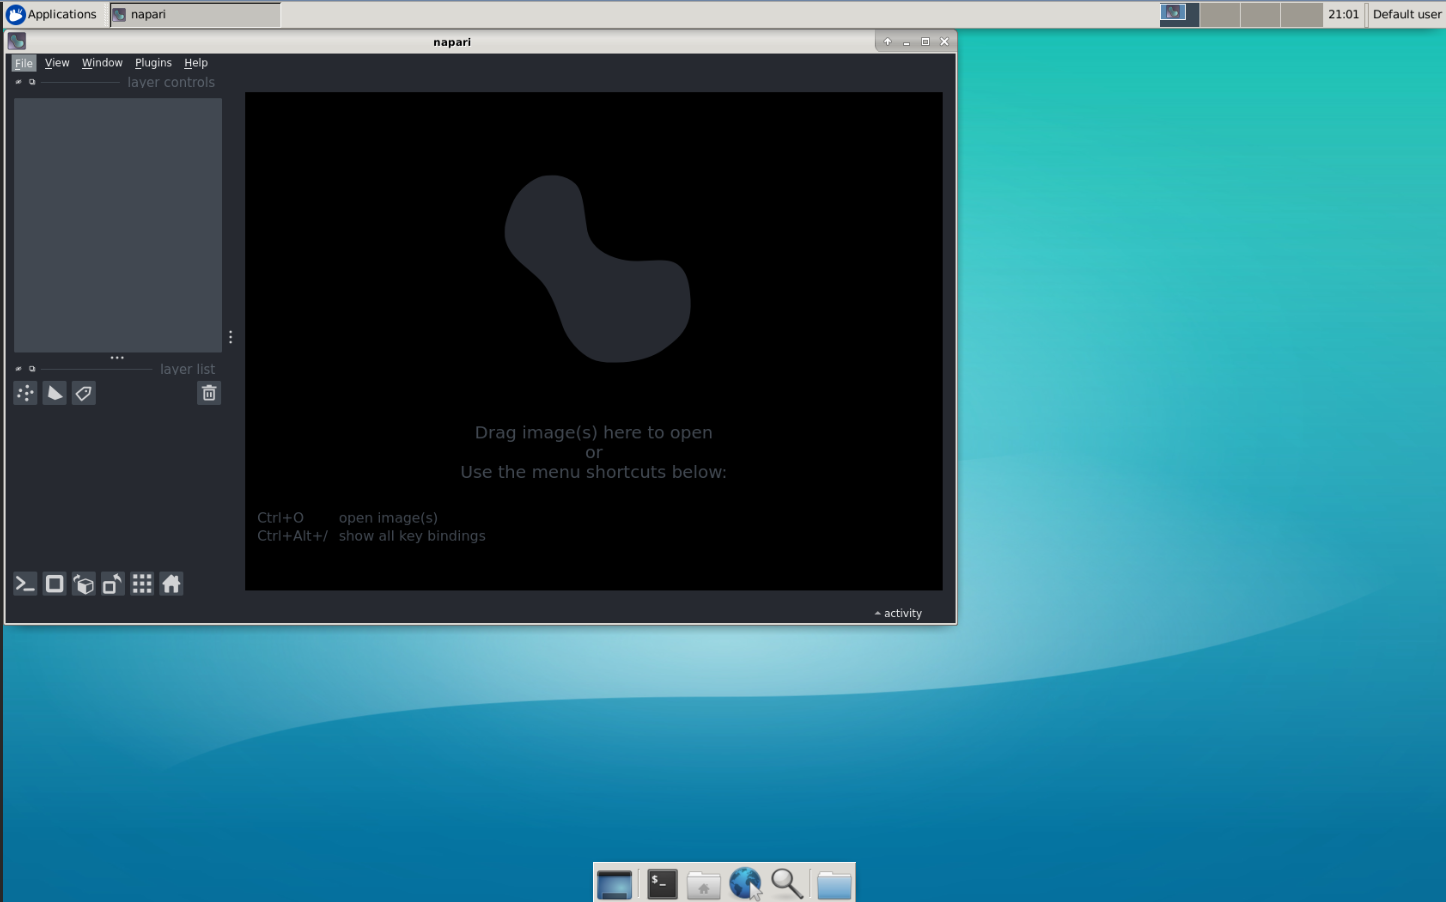 Applications
napari
21:01
Default user
napari
File View Window Plugins Help
layer controls
layer list
Drag image(s) here to open
or
Use the menu shortcuts below:
Ctrl+O open image(s)
Ctrl+Alt+/ show all key bindings
activity